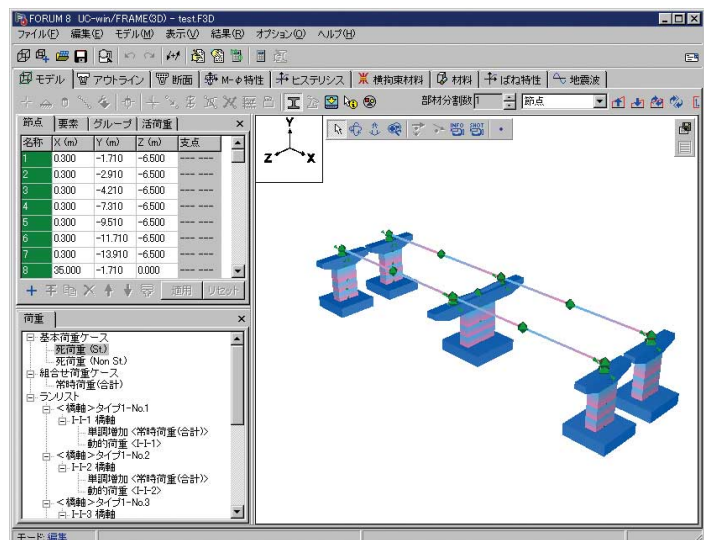 FORUM 8 UC-win/FRAME(3D) - test.F3D
ファイル(F) 編集(E) モデル(M) 表示(V) 結果(R) オプション(O) ヘルプ(H)
モデル アウトライン 断面 M-φ特性 ヒステリシス 横拘束材料 材料 ばね特性 地震波
部材分割数 1 節点
節点 要素 グループ 活荷重 ×
名称 X (m) Y (m) Z (m) 支点
1 0.300 -1.710 -6.500 --- ---
2 0.300 -2.910 -6.500 --- ---
3 0.300 -4.210 -6.500 --- ---
4 0.300 -7.310 -6.500 --- ---
5 0.300 -9.510 -6.500 --- ---
6 0.300 -11.710 -6.500 --- ---
7 0.300 -13.910 -6.500 --- ---
8 35.000 -1.710 0.000 --- ---
適用 リセット
Y
Z X
INFO SHOT
荷重 ×
基本荷重ケース
死荷重 (St.)
死荷重 (Non St.)
組合せ荷重ケース
常時荷重(合計)
ランリスト
<橋軸>タイプ1-No.1
I-I-1 橋軸
単調増加 <常時荷重(合計)>
動的荷重 <I-I-1>
<橋軸>タイプ1-No.2
I-I-2 橋軸
単調増加 <常時荷重(合計)>
動的荷重 <I-I-2>
<橋軸>タイプ1-No.3
I-I-3 橋軸
モード: 編集